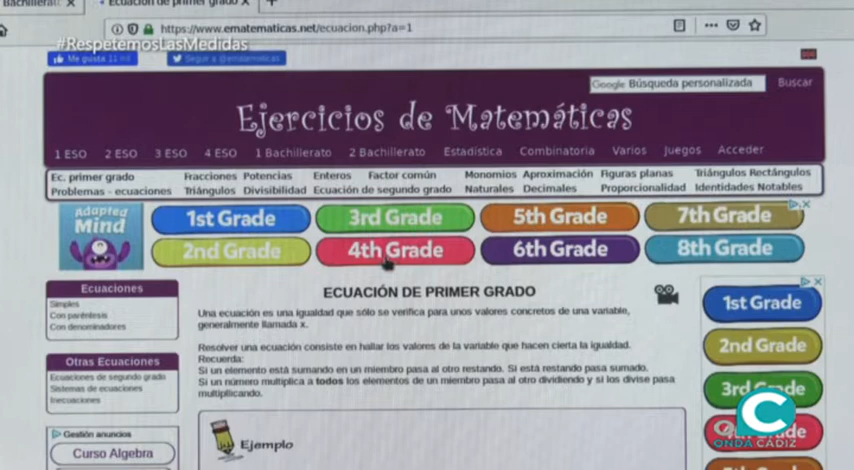 Bachillerat
Ecuación de primer grado
https://www.ematematicas.net/ecuacion.php?a=1
#RespetemosLasMedidas
Me gusta 11 mil
Seguir a @ematematicas
Google Búsqueda personalizada
Buscar
Ejercicios de Matemáticas
1 ESO 2 ESO 3 ESO 4 ESO 1 Bachillerato 2 Bachillerato Estadística Combinatoria Varios Juegos Acceder
Ec. primer grado Fracciones Potencias Enteros Factor común Monomios Aproximación Figuras planas Triángulos Rectángulos
Problemas - ecuaciones Triángulos Divisibilidad Ecuación de segundo grado Naturales Decimales Proporcionalidad Identidades Notables
Adapted
Mind
1st Grade 3rd Grade 5th Grade 7th Grade
2nd Grade 4th Grade 6th Grade 8th Grade
Ecuaciones
Simples
Con paréntesis
Con denominadores
Otras Ecuaciones
Ecuaciones de segundo grado
Sistemas de ecuaciones
Inecuaciones
Gestión anuncios
Curso Algebra
ECUACIÓN DE PRIMER GRADO
Una ecuación es una igualdad que sólo se verifica para unos valores concretos de una variable,
generalmente llamada x.
Resolver una ecuación consiste en hallar los valores de la variable que hacen cierta la igualdad.
Recuerda:
Si un elemento está sumando en un miembro pasa al otro restando. Si está restando pasa sumado.
Si un número multiplica a todos los elementos de un miembro pasa al otro dividiendo y si los divise pasa
multiplicando.
Ejemplo
1st Grade
2nd Grade
3rd Grade
C
ONDA CÁDIZ